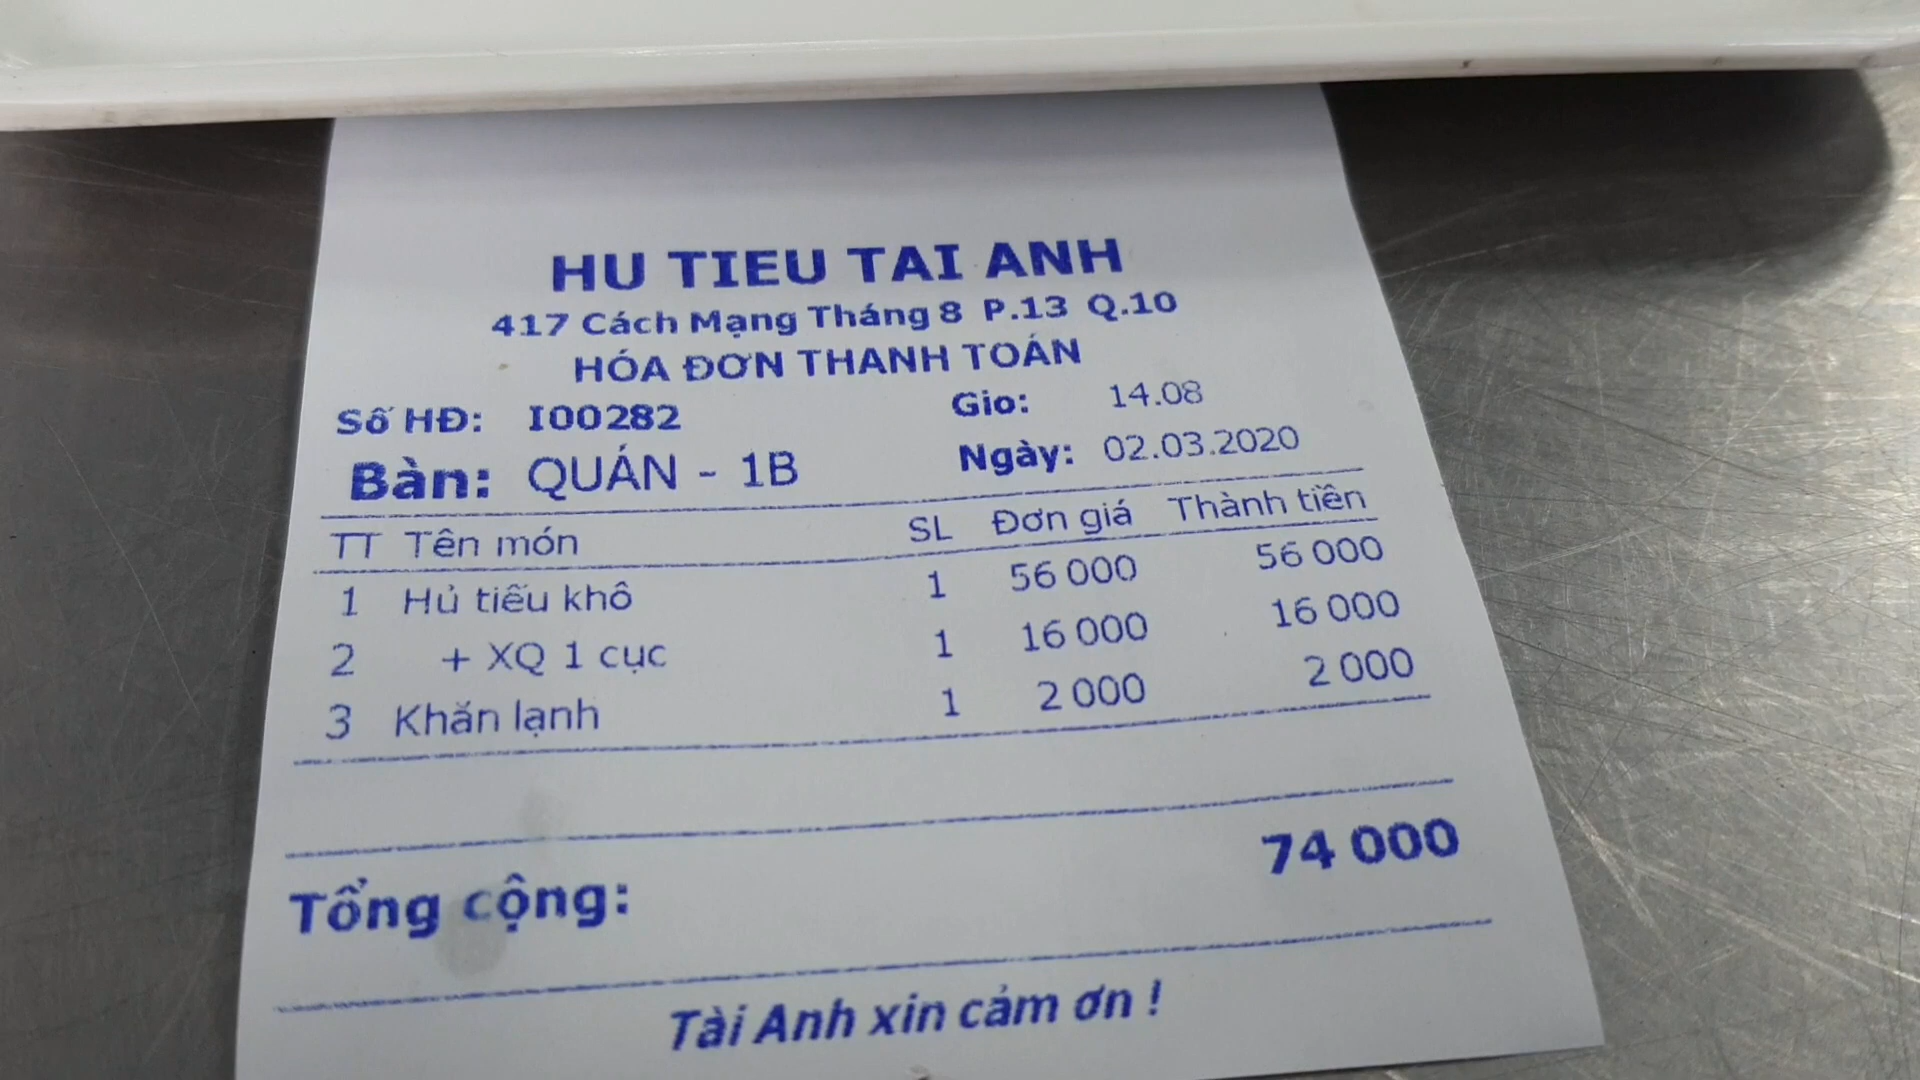 HU TIEU TAI ANH
417 Cách Mạng Tháng 8 P.13 Q.10
HÓA ĐƠN THANH TOÁN
Số HĐ: I00282 Gio: 14.08
Bàn: QUÁN - 1B Ngày: 02.03.2020
TT Tên món SL Đơn giá Thành tiền
1 Hủ tiếu khô 1 56 000 56 000
2 + XQ 1 cục 1 16 000 16 000
3 Khăn lạnh 1 2 000 2 000
Tổng cộng: 74 000
Tài Anh xin cảm ơn !